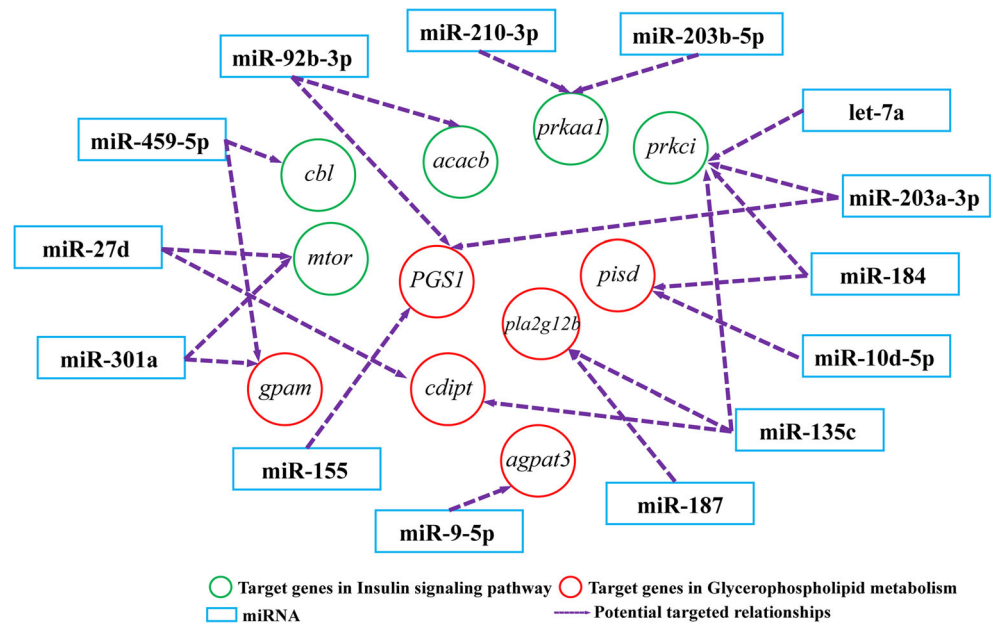 miR-210-3p
miR-203b-5p
miR-92b-3p
let-7a
prkaa1
miR-459-5p
prkci
acacb
cbl
miR-203a-3p
miR-27d
mtor
PGS1
pisd
miR-184
pla2g12b
miR-301a
miR-10d-5p
gpam
cdipt
miR-135c
agpat3
miR-155
miR-187
miR-9-5p
Target genes in Insulin signaling pathway
Target genes in Glycerophospholipid metabolism
miRNA
Potential targeted relationships